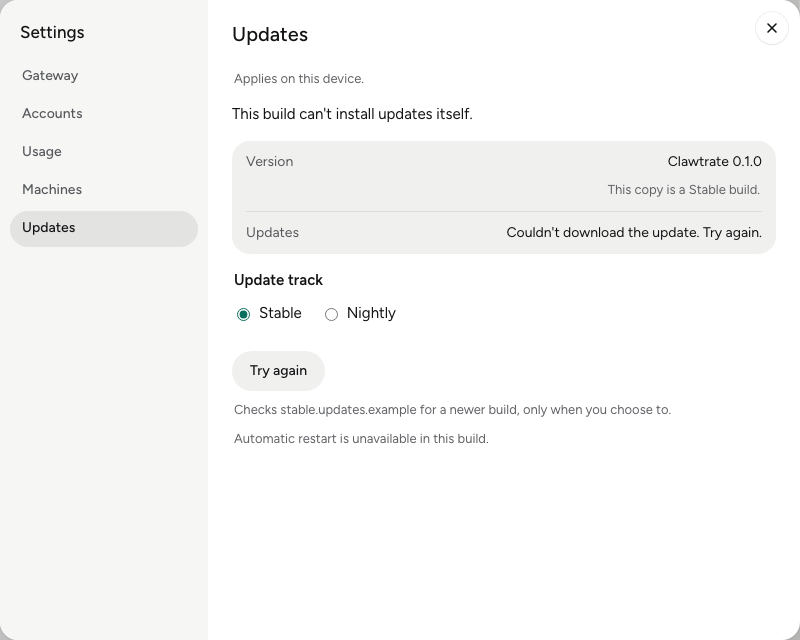 Settings
Gateway
Accounts
Usage
Machines
Updates
Updates
Applies on this device.
This build can't install updates itself.
Version
Clawtrate 0.1.0
This copy is a Stable build.
Updates
Couldn't download the update. Try again.
Update track
Stable
Nightly
Try again
Checks stable.updates.example for a newer build, only when you choose to.
Automatic restart is unavailable in this build.